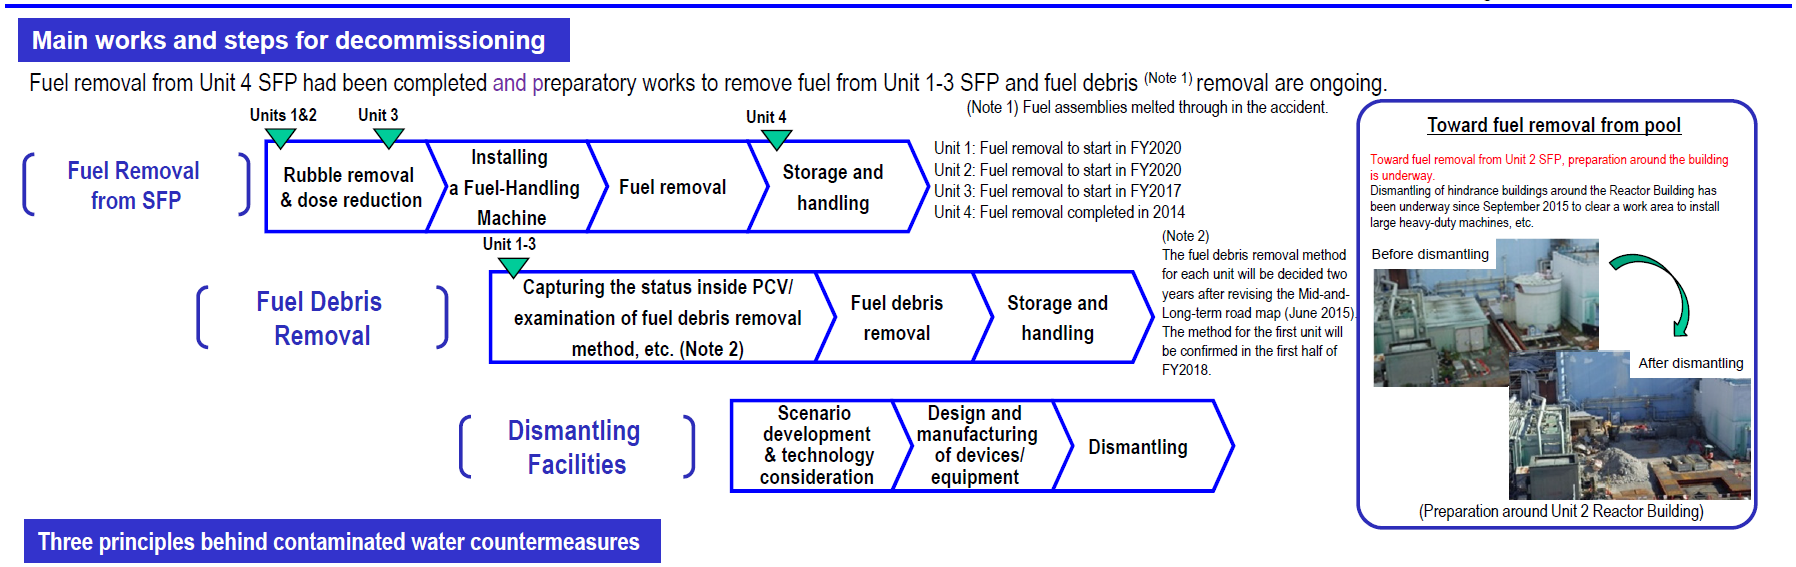 Main works and steps for decommissioning
Fuel removal from Unit 4 SFP had been completed and preparatory works to remove fuel from Unit 1-3 SFP and fuel debris (Note 1) removal are ongoing.
(Note 1) Fuel assemblies melted through in the accident.
Units 1&2
Unit 3
Unit 4
Fuel Removal
from SFP
Rubble removal
& dose reduction
Installing
a Fuel-Handling
Machine
Fuel removal
Storage and
handling
Unit 1: Fuel removal to start in FY2020
Unit 2: Fuel removal to start in FY2020
Unit 3: Fuel removal to start in FY2017
Unit 4: Fuel removal completed in 2014
Unit 1-3
Fuel Debris
Removal
Capturing the status inside PCV/
examination of fuel debris removal
method, etc. (Note 2)
Fuel debris
removal
Storage and
handling
(Note 2)
The fuel debris removal method
for each unit will be decided two
years after revising the Mid-and-
Long-term road map (June 2015).
The method for the first unit will
be confirmed in the first half of
FY2018.
Dismantling
Facilities
Scenario
development
& technology
consideration
Design and
manufacturing
of devices/
equipment
Dismantling
Toward fuel removal from pool
Toward fuel removal from Unit 2 SFP, preparation around the building
is underway.
Dismantling of hindrance buildings around the Reactor Building has
been underway since September 2015 to clear a work area to install
large heavy-duty machines, etc.
Before dismantling
After dismantling
(Preparation around Unit 2 Reactor Building)
Three principles behind contaminated water countermeasures